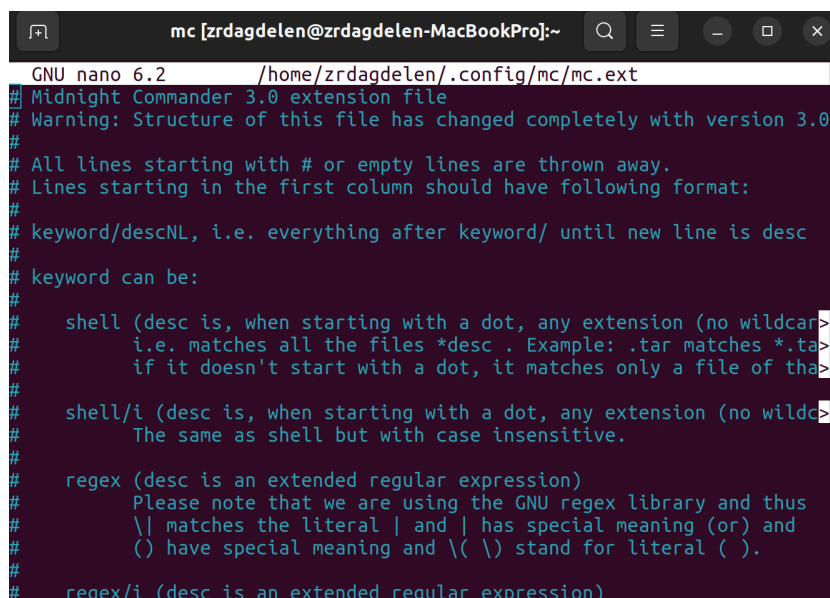 mc [zrdagdelen@zrdagdelen-MacBookPro]:~
GNU nano 6.2 /home/zrdagdelen/.config/mc/mc.ext
# Midnight Commander 3.0 extension file
# Warning: Structure of this file has changed completely with version 3.0
#
# All lines starting with # or empty lines are thrown away.
# Lines starting in the first column should have following format:
#
# keyword/descNL, i.e. everything after keyword/ until new line is desc
#
# keyword can be:
#
#    shell (desc is, when starting with a dot, any extension (no wildcar>
#          i.e. matches all the files *desc . Example: .tar matches *.ta>
#          if it doesn't start with a dot, it matches only a file of tha>
#
#    shell/i (desc is, when starting with a dot, any extension (no wildc>
#          The same as shell but with case insensitive.
#
#    regex (desc is an extended regular expression)
#          Please note that we are using the GNU regex library and thus
#          \| matches the literal | and | has special meaning (or) and
#          () have special meaning and \( \) stand for literal ( ).
#
#    regex/i (desc is an extended regular expression)